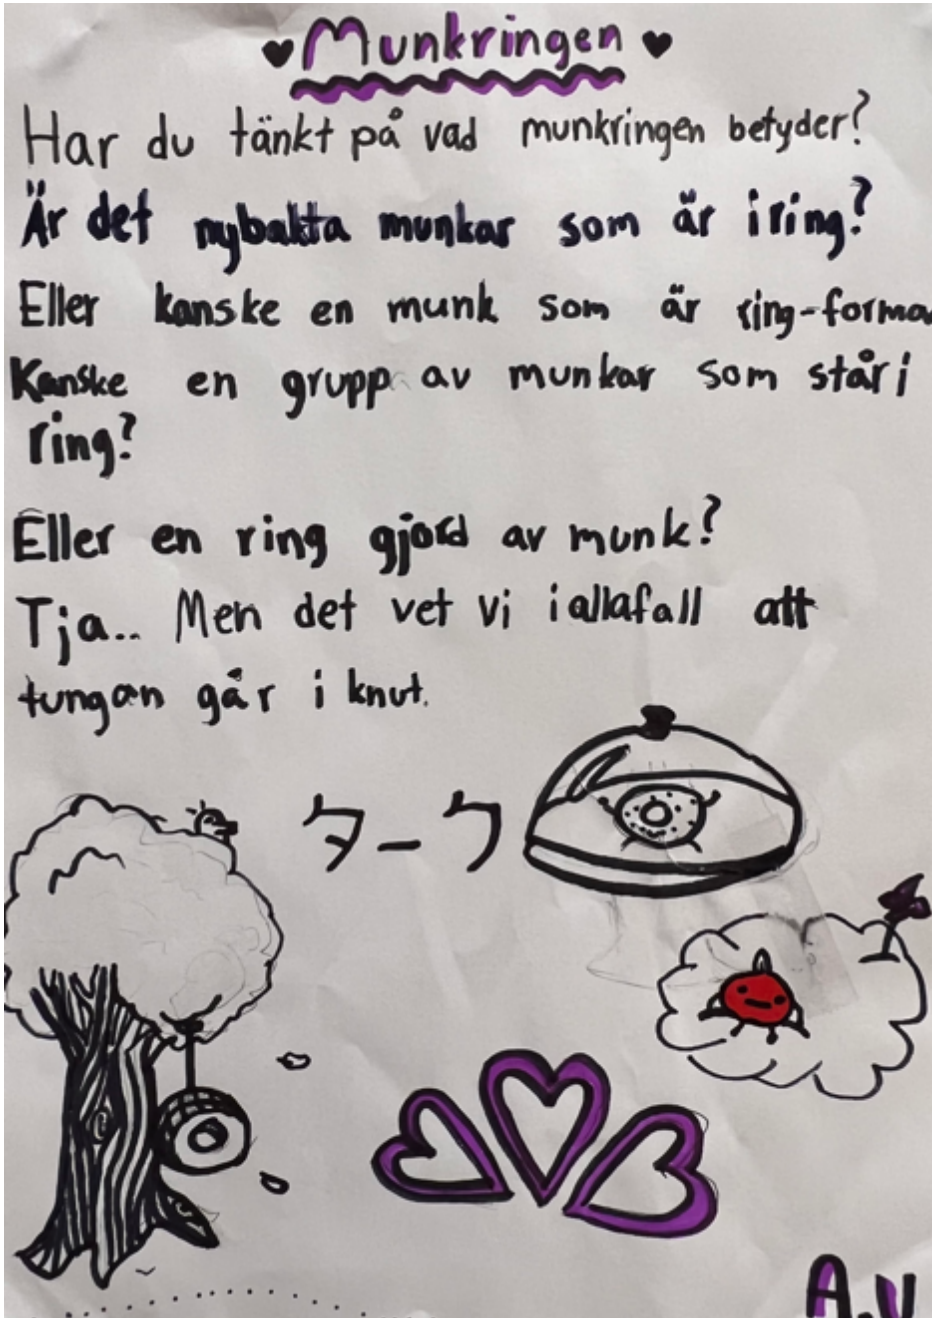 Munkringen
Har du tänkt på vad munkringen betyder?
Är det nybakta munkar som är i ring?
Eller kanske en munk som är ring-forma
Kanske en grupp av munkar som står i
ring?
Eller en ring gjord av munk?
Tja... Men det vet vi iallafall att
tungan går i knut.
ターク
A.U